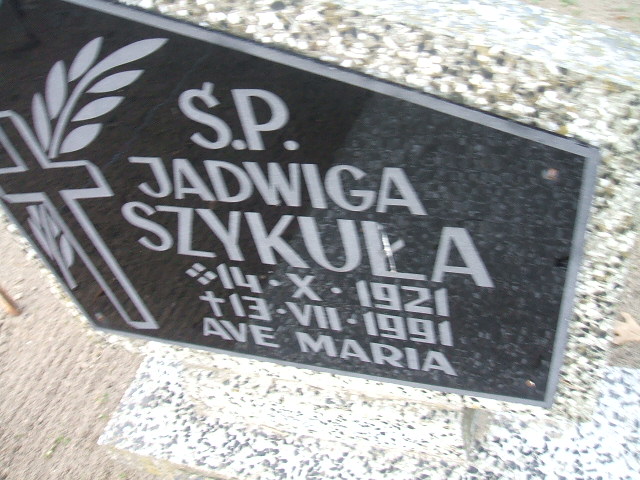 Ś.P.
JADWIGA
SZYKUŁA
* 14 · X · 1921
† 13 · VII · 1991
AVE MARIA